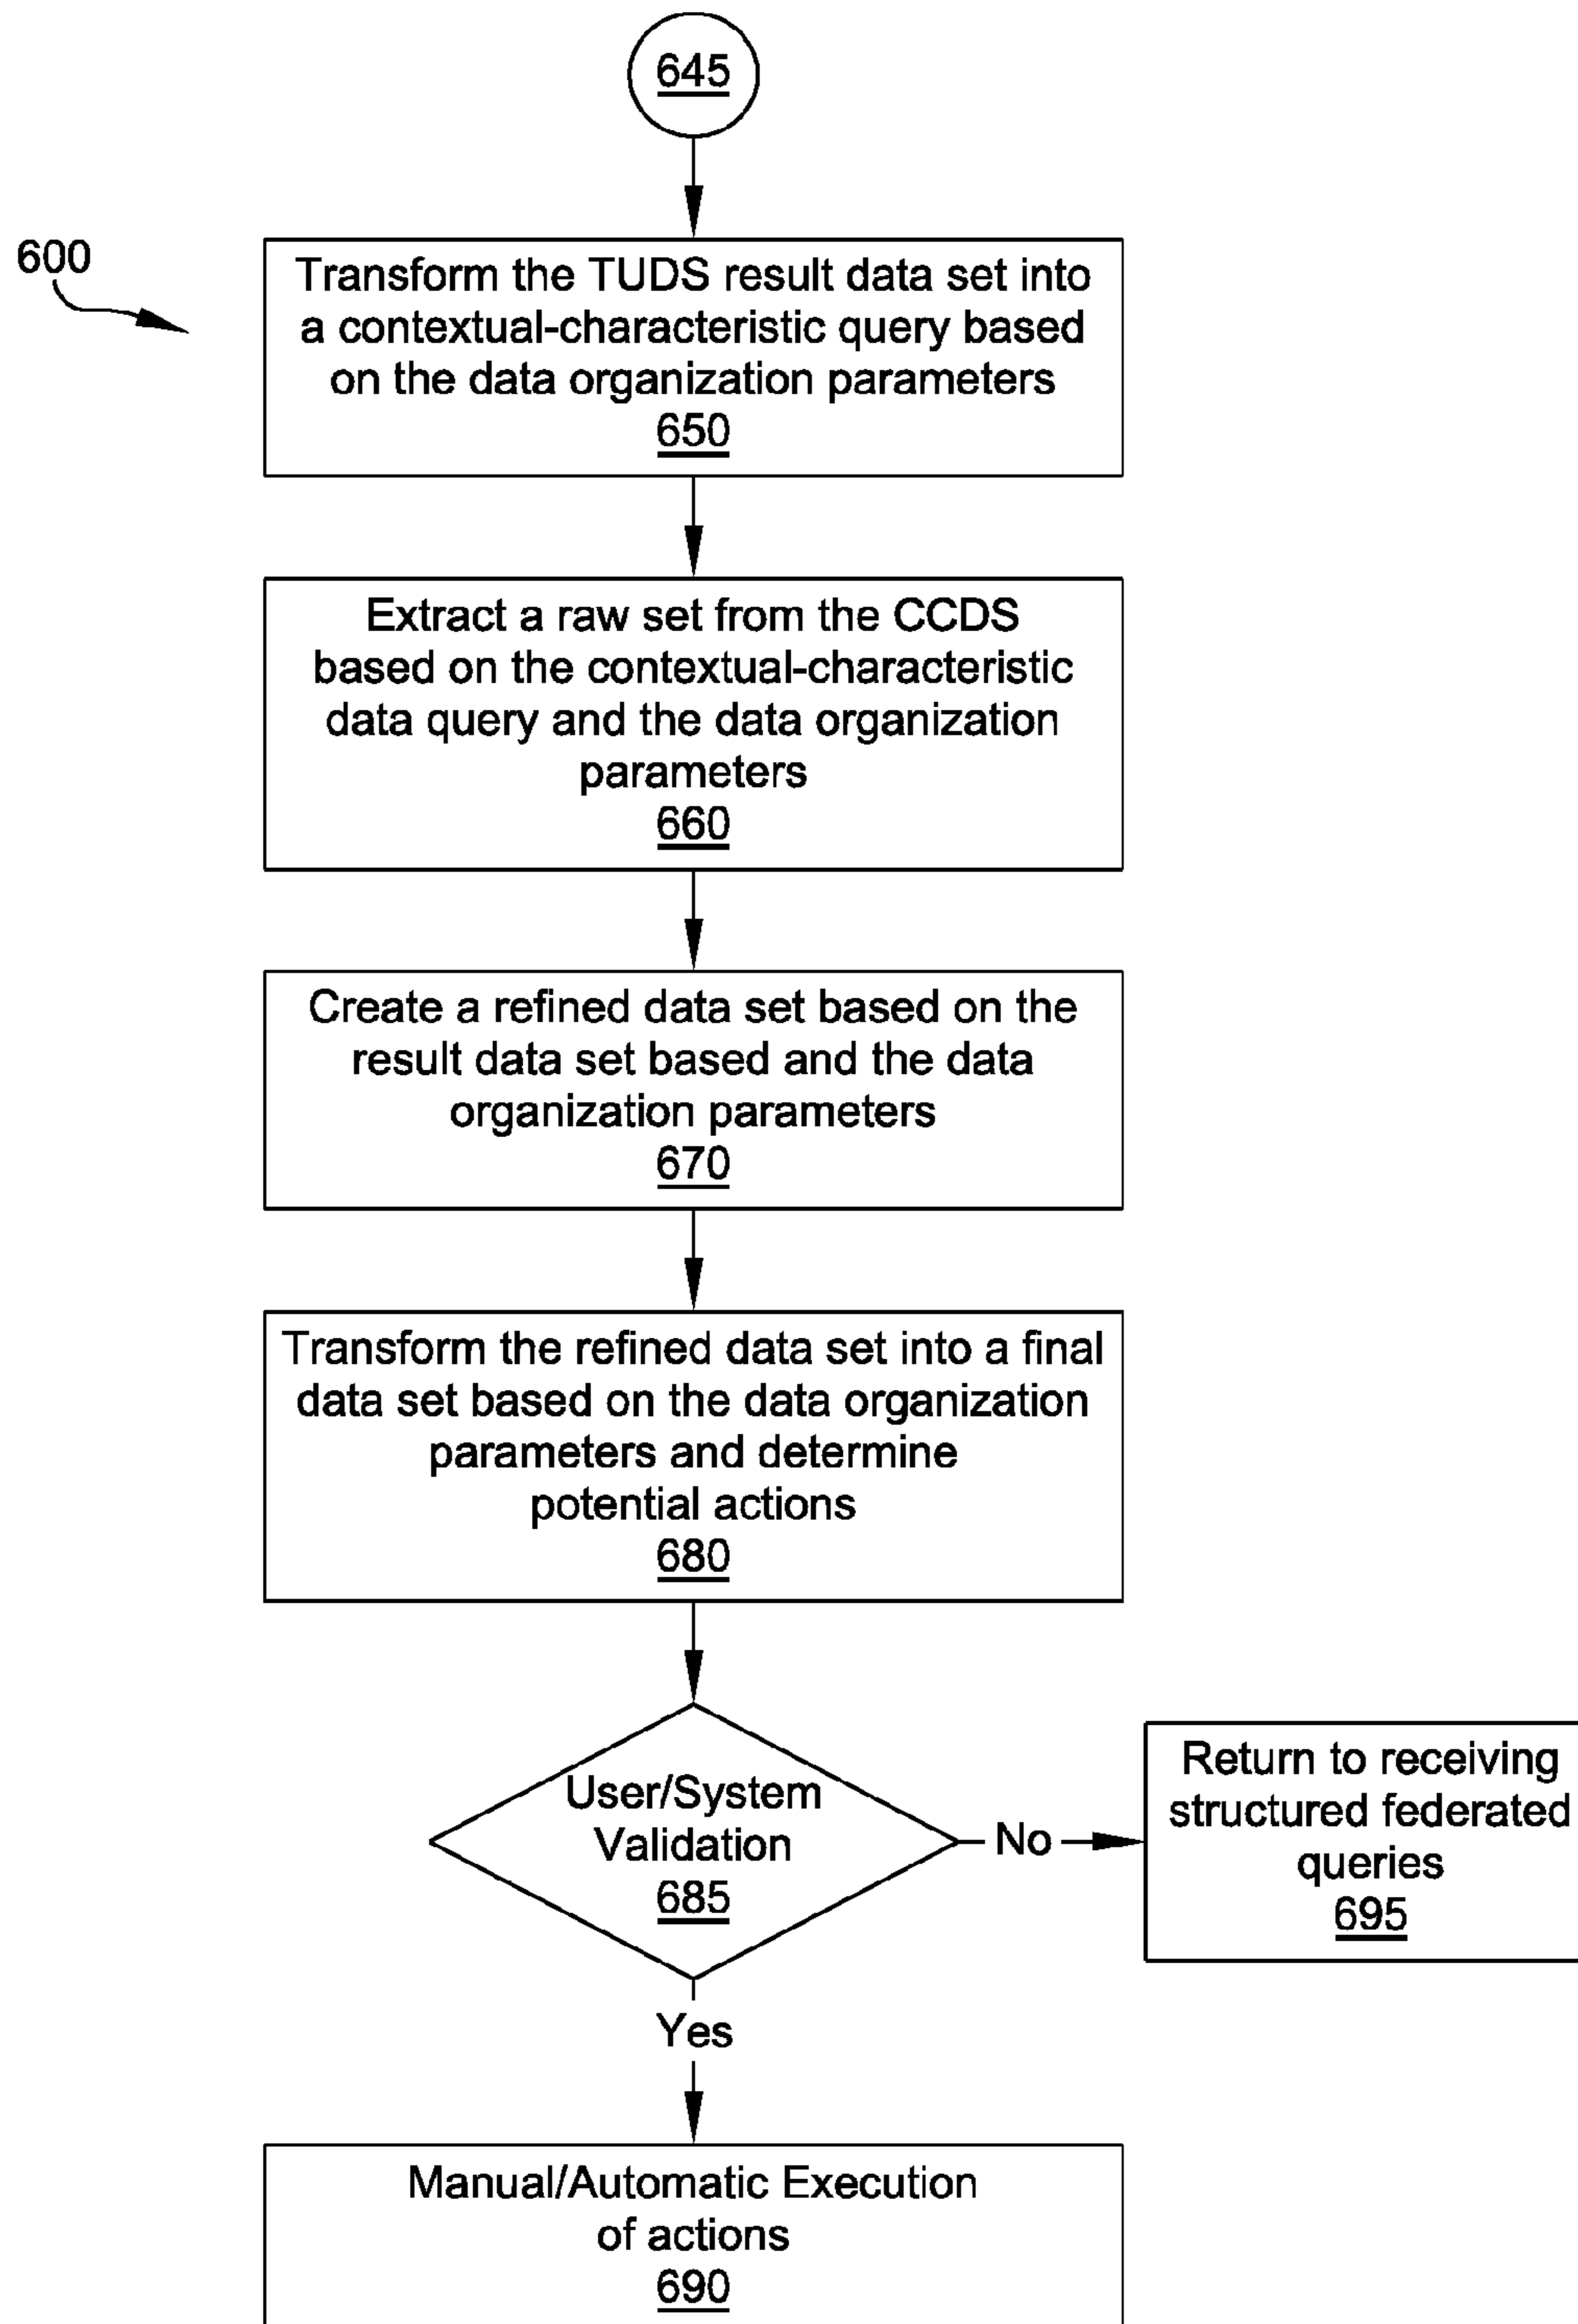 645
600
Transform the TUDS result data set into
a contextual-characteristic query based
on the data organization parameters
650
Extract a raw set from the CCDS
based on the contextual-characteristic
data query and the data organization
parameters
660
Create a refined data set based on the
result data set based and the data
organization parameters
670
Transform the refined data set into a final
data set based on the data organization
parameters and determine
potential actions
680
User/System
Validation
685
No
Return to receiving
structured federated
queries
695
Yes
Manual/Automatic Execution
of actions
690